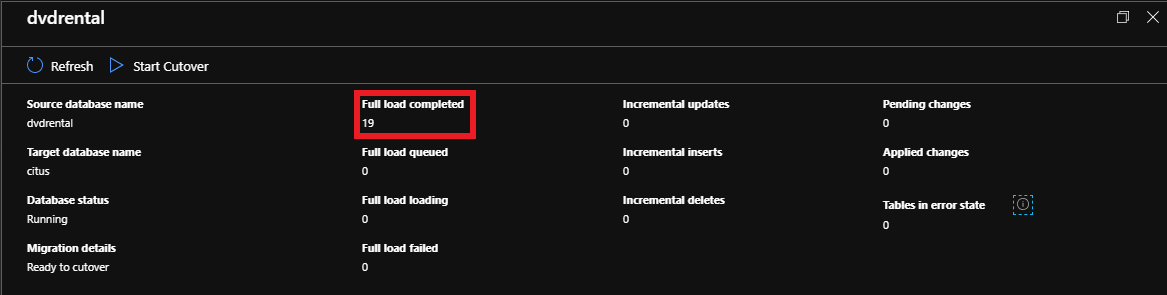 dvdrental
Refresh Start Cutover
Source database name
dvdrental
Target database name
citus
Database status
Running
Migration details
Ready to cutover
Full load completed
19
Full load queued
0
Full load loading
0
Full load failed
0
Incremental updates
0
Incremental inserts
0
Incremental deletes
0
Pending changes
0
Applied changes
0
Tables in error state
0